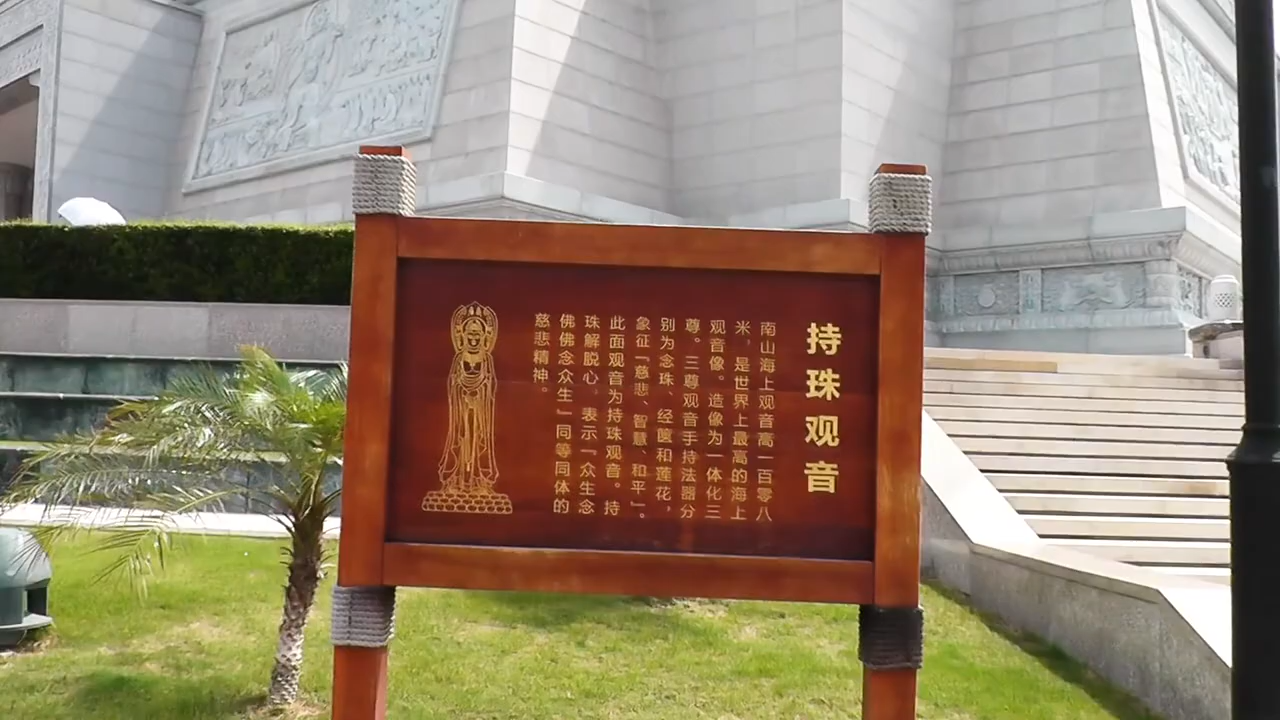 持珠观音
南山海上观音高一百零八
米，是世界上最高的海上
观音像。造像为一体化三
尊。三尊观音手持法器分
别为念珠、经箧和莲花，
象征『慈悲、智慧、和平』。
此面观音为持珠观音。持
珠解脱心，表示『众生念
佛佛念众生』同等同体的
慈悲精神。